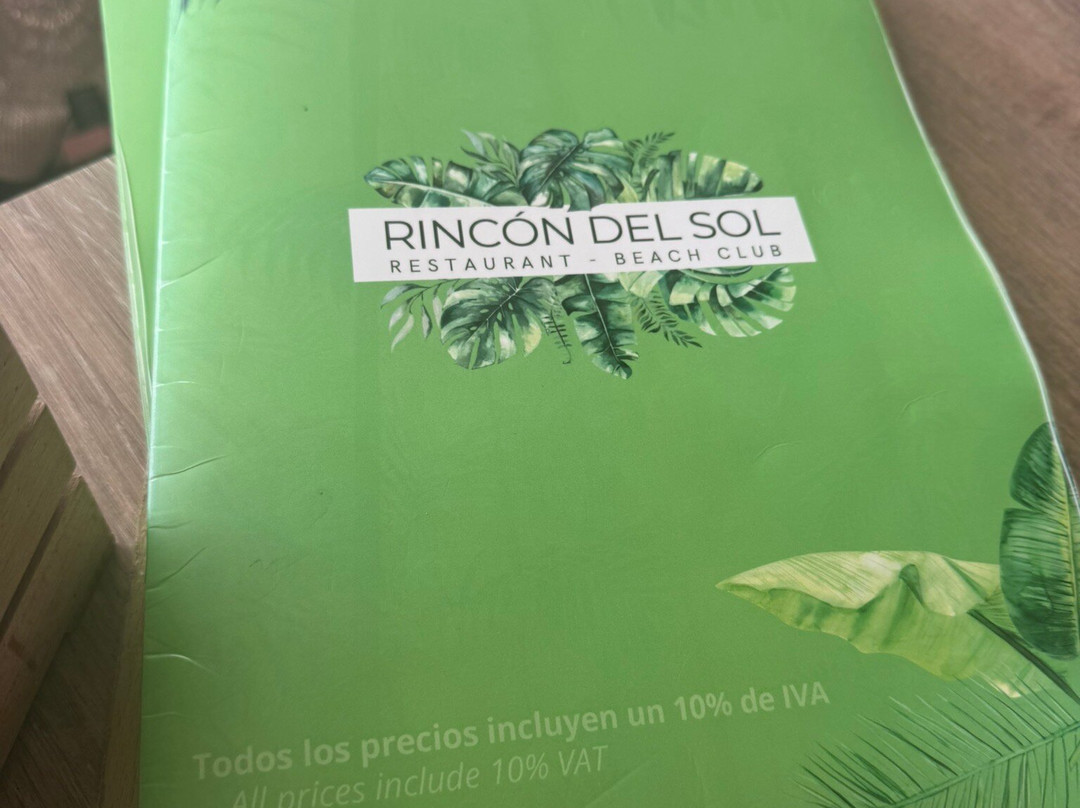 RINCÓN DEL SOL
RESTAURANT - BEACH CLUB
Todos los precios incluyen un 10% de IVA
All prices include 10% VAT